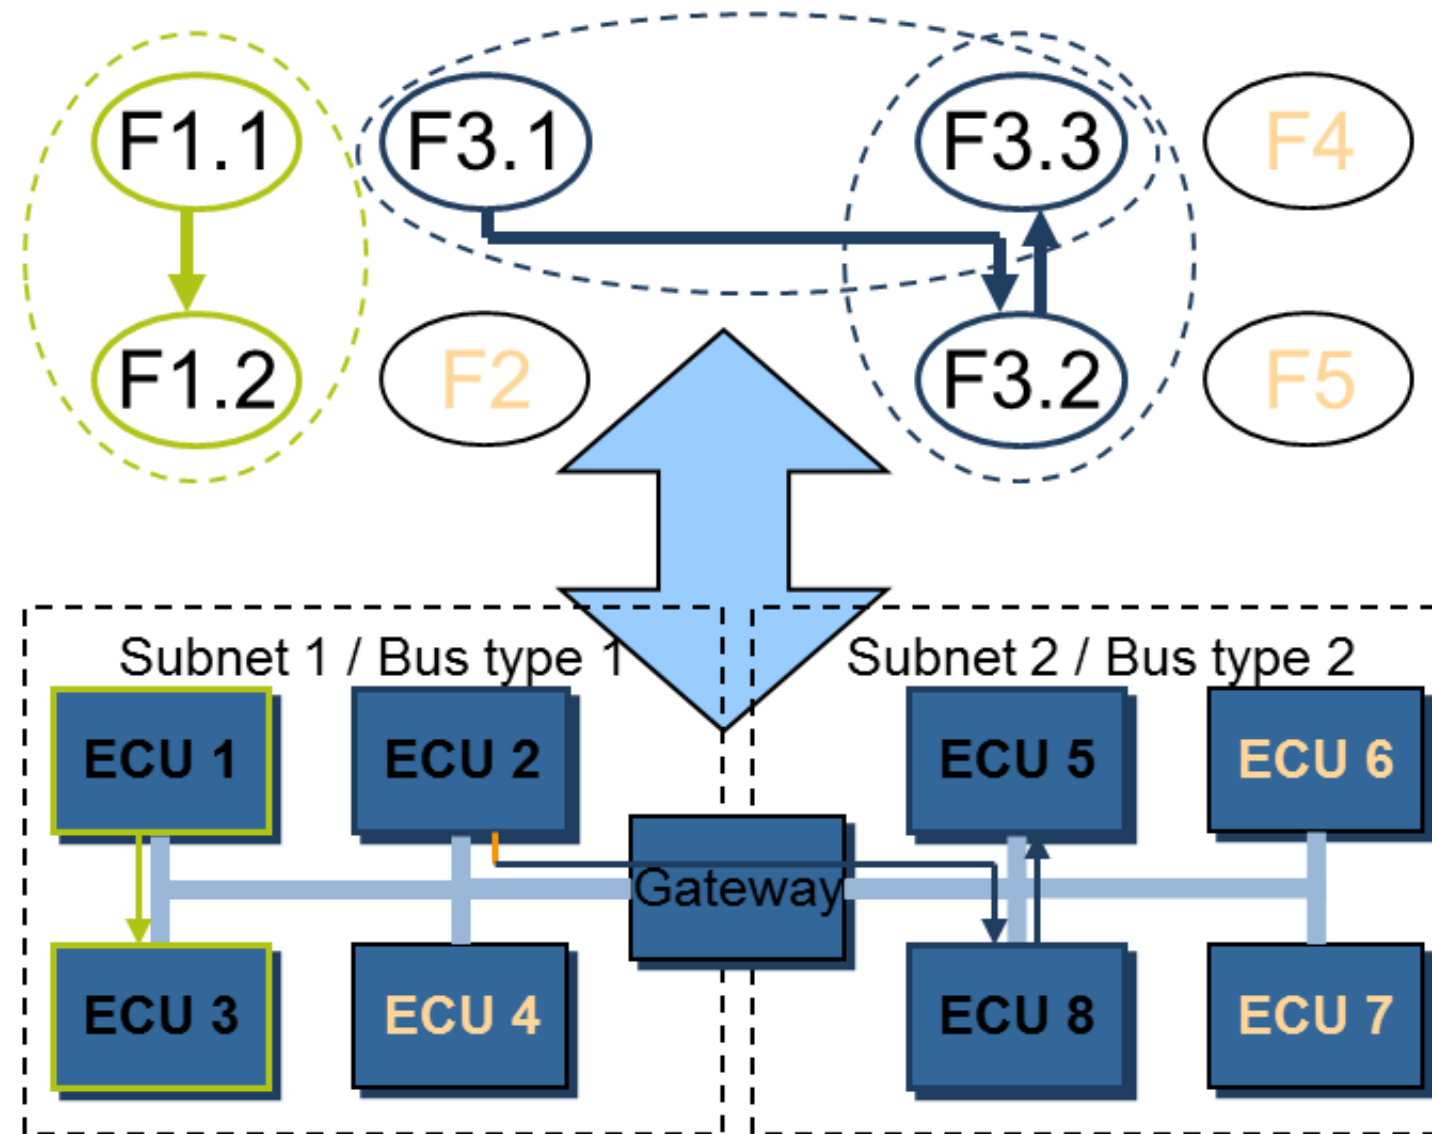 F1.1
F3.1
F3.3
F4
F1.2
F2
F3.2
F5
Subnet 1 / Bus type 1
Subnet 2 / Bus type 2
ECU 1
ECU 2
ECU 5
ECU 6
Gateway
ECU 3
ECU 4
ECU 8
ECU 7